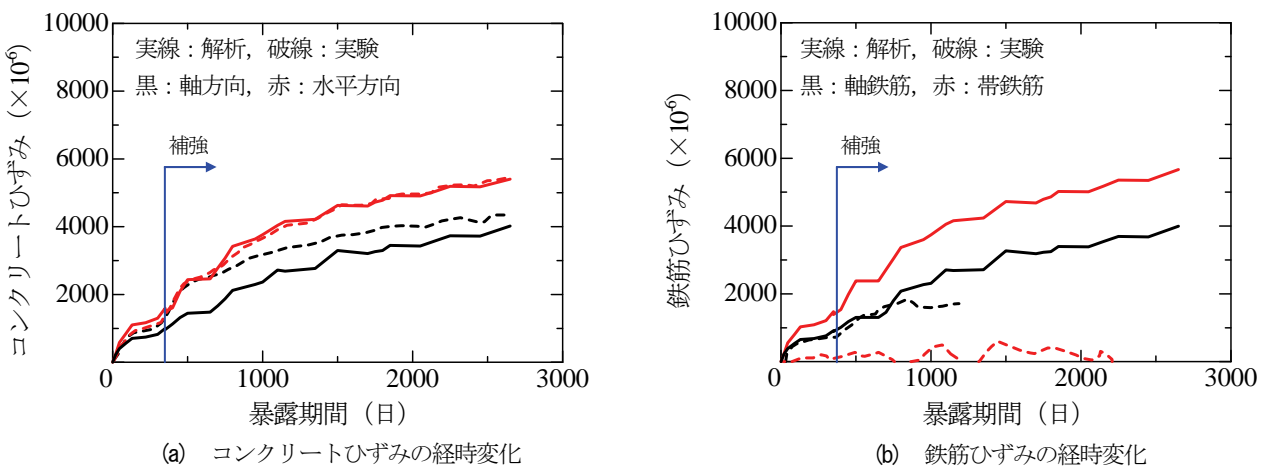 コンクリートひずみ（×10⁻⁶）
10000
8000
6000
4000
2000
0
1000
2000
3000
実線：解析，破線：実験
黒：軸方向，赤：水平方向
補強
暴露期間（日）
(a) コンクリートひずみの経時変化
鉄筋ひずみ（×10⁻⁶）
10000
8000
6000
4000
2000
0
0
1000
2000
3000
実線：解析，破線：実験
黒：軸鉄筋，赤：帯鉄筋
補強
暴露期間（日）
(b) 鉄筋ひずみの経時変化